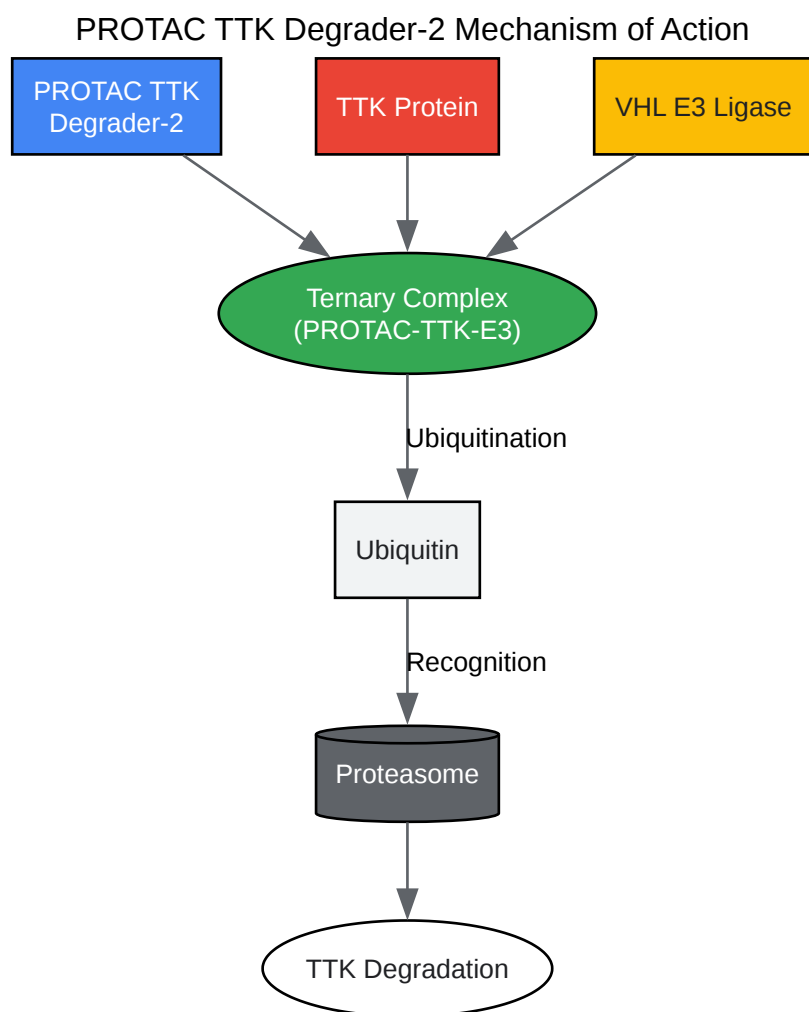 PROTAC TTK Degrader-2 Mechanism of Action
PROTAC TTK
Degrader-2
TTK Protein
VHL E3 Ligase
Ternary Complex
(PROTAC-TTK-E3)
Ubiquitination
Ubiquitin
Recognition
Proteasome
TTK Degradation